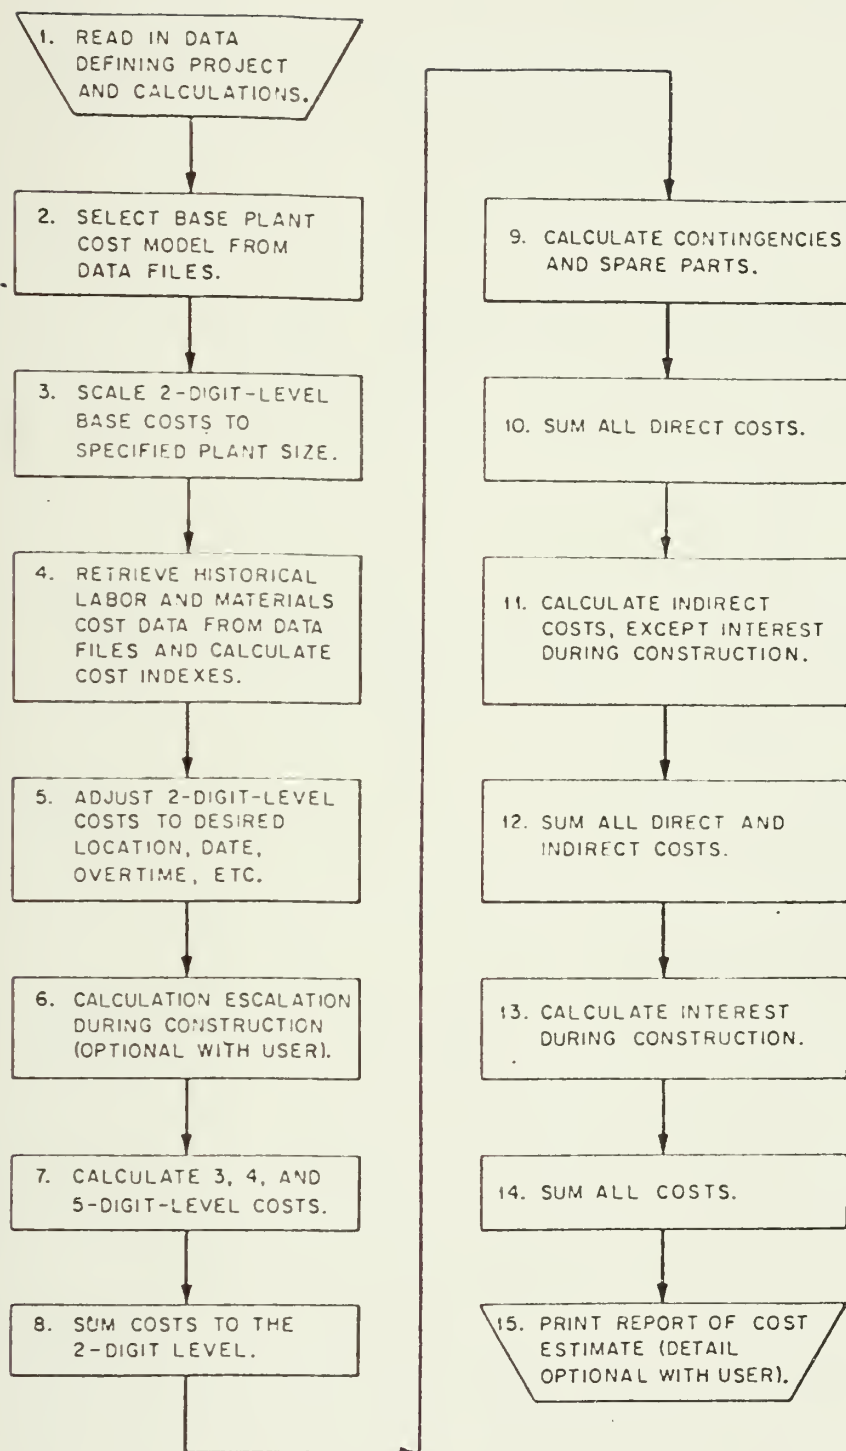 1. READ IN DATA
DEFINING PROJECT
AND CALCULATIONS.
2. SELECT BASE PLANT
COST MODEL FROM
DATA FILES.
3. SCALE 2-DIGIT-LEVEL
BASE COSTS TO
SPECIFIED PLANT SIZE.
4. RETRIEVE HISTORICAL
LABOR AND MATERIALS
COST DATA FROM DATA
FILES AND CALCULATE
COST INDEXES.
5. ADJUST 2-DIGIT-LEVEL
COSTS TO DESIRED
LOCATION, DATE,
OVERTIME, ETC.
6. CALCULATION ESCALATION
DURING CONSTRUCTION
(OPTIONAL WITH USER).
7. CALCULATE 3, 4, AND
5-DIGIT-LEVEL COSTS.
8. SUM COSTS TO THE
2-DIGIT LEVEL.
9. CALCULATE CONTINGENCIES
AND SPARE PARTS.
10. SUM ALL DIRECT COSTS.
11. CALCULATE INDIRECT
COSTS, EXCEPT INTEREST
DURING CONSTRUCTION.
12. SUM ALL DIRECT AND
INDIRECT COSTS.
13. CALCULATE INTEREST
DURING CONSTRUCTION.
14. SUM ALL COSTS.
15. PRINT REPORT OF COST
ESTIMATE (DETAIL
OPTIONAL WITH USER).